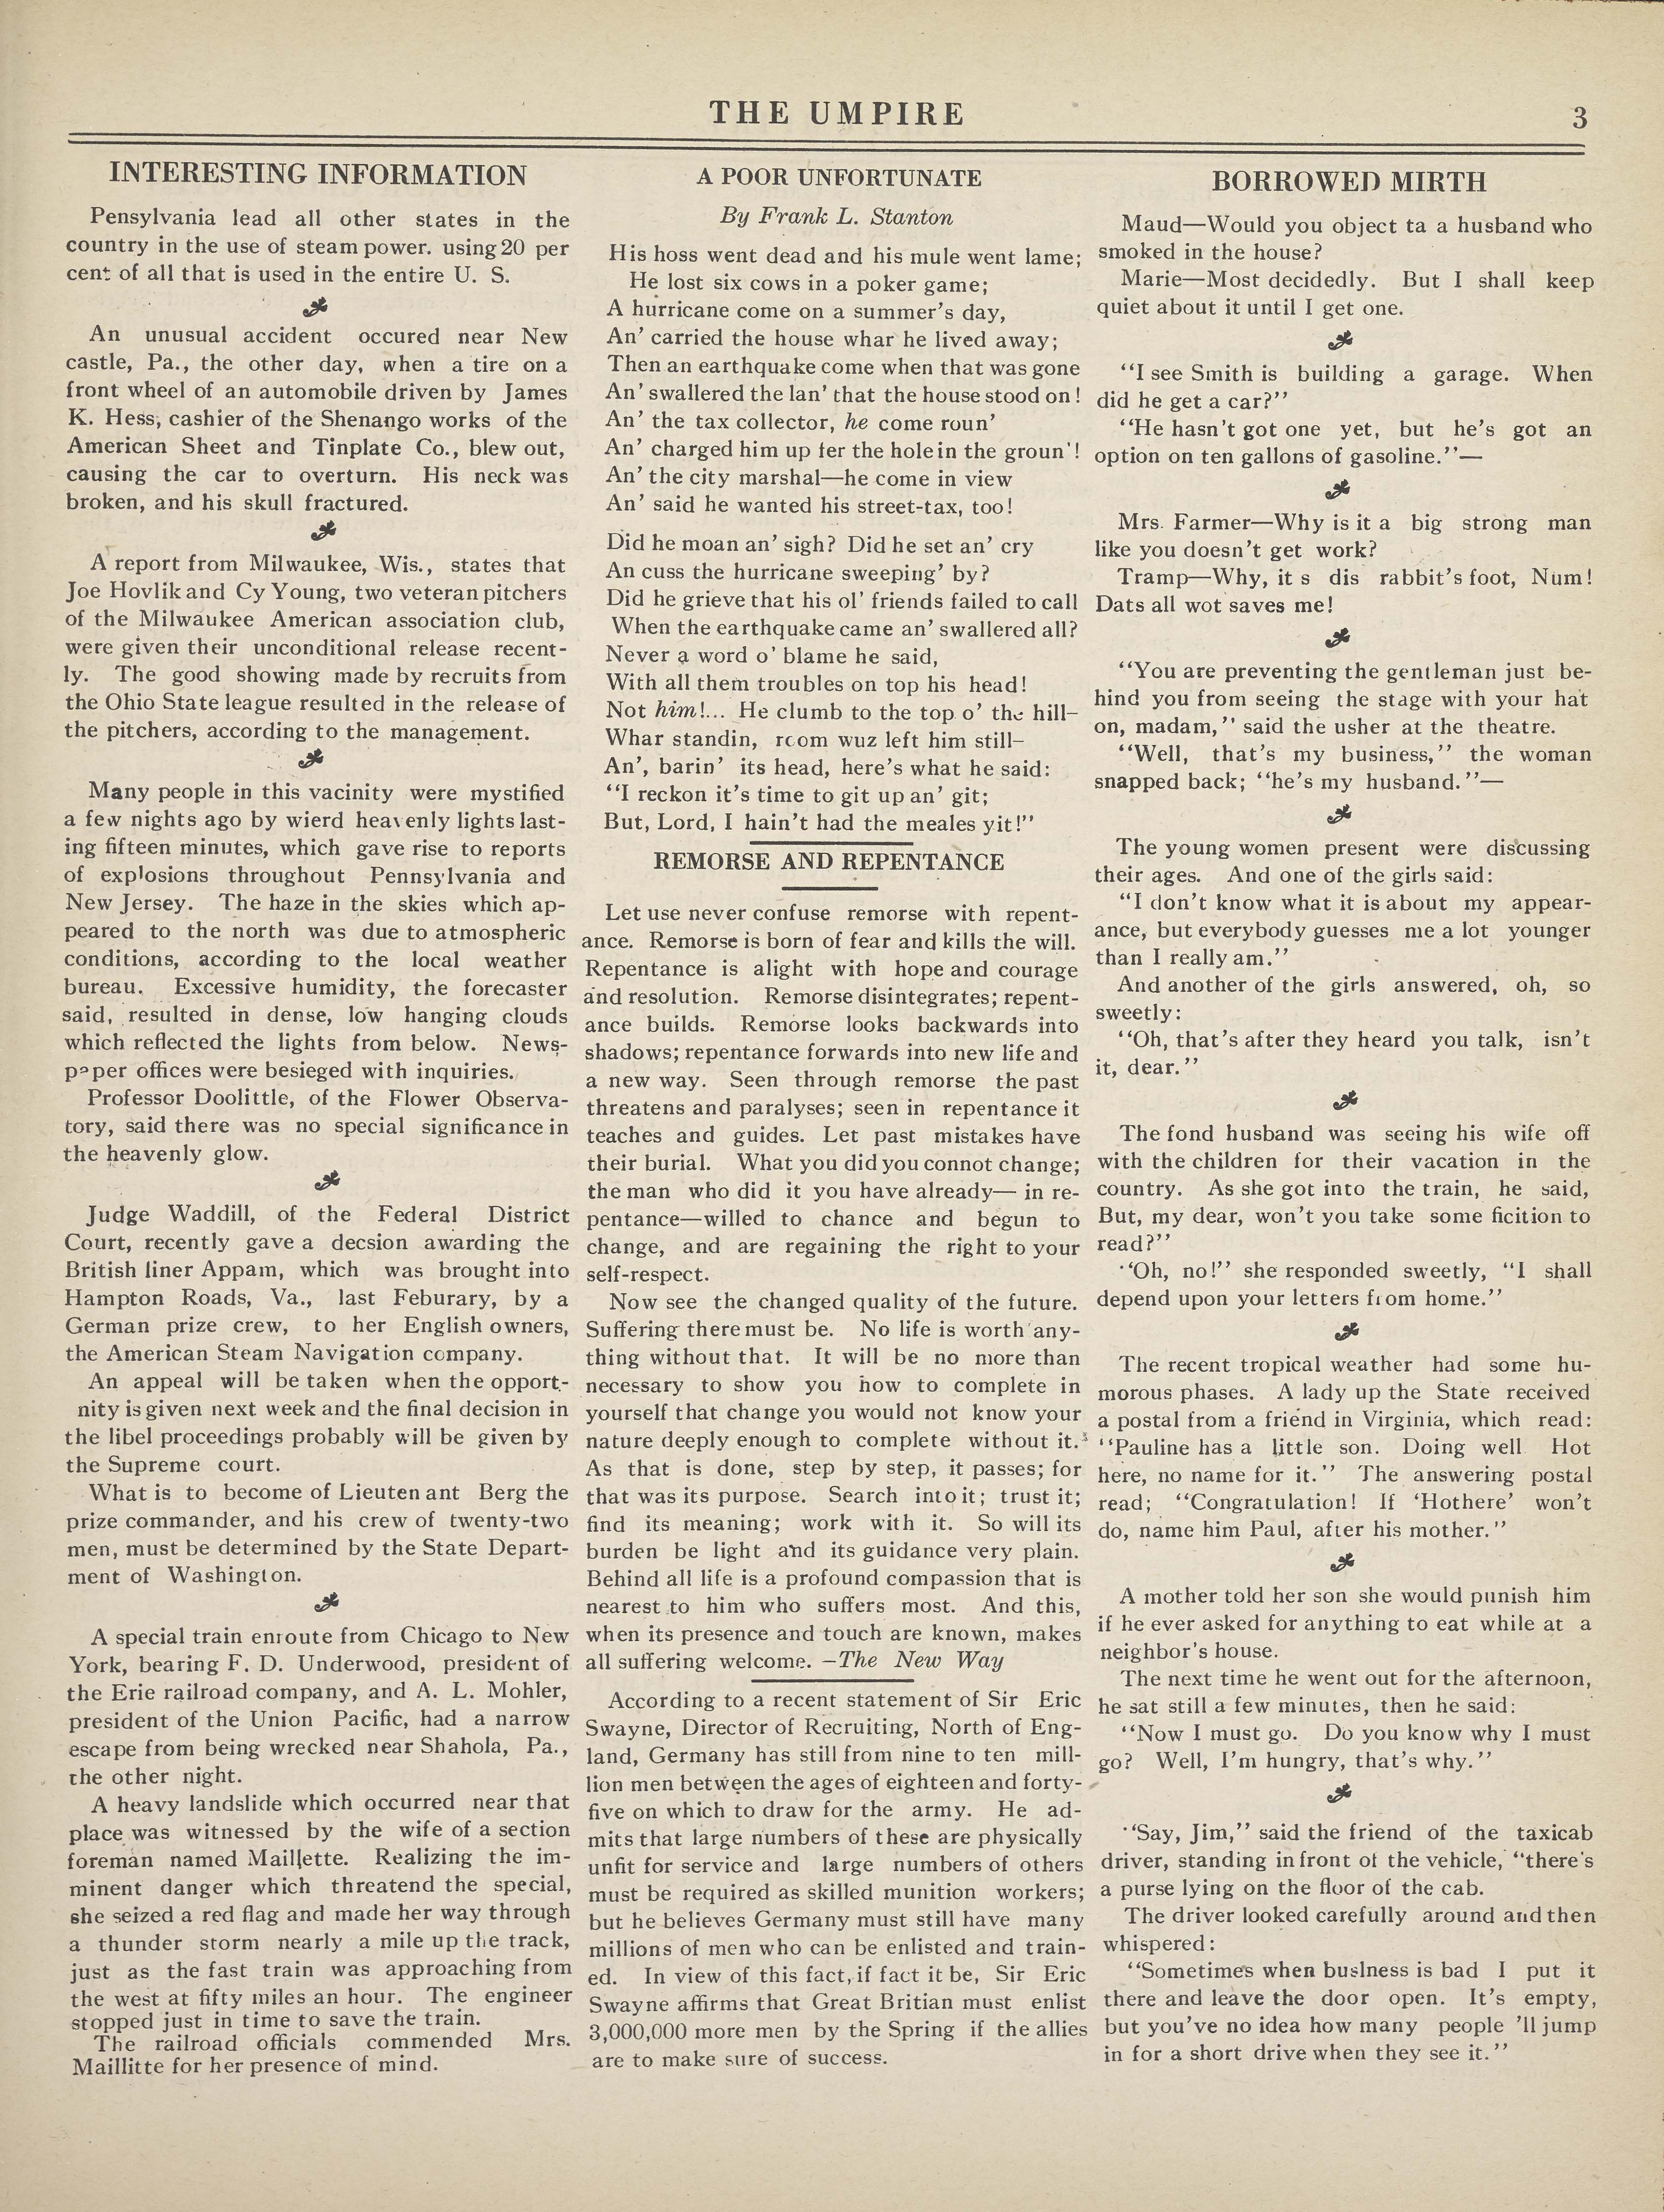 THE UMPIRE
3
INTERESTING INFORMATION
Pensylvania lead all other states in the
country in the use of steam power. using 20 per
cent of all that is used in the entire U. S.
An unusual accident occured near New
castle, Pa., the other day, when a tire on a
front wheel of an automobile driven by James
K. Hess, cashier of the Shenango works of the
American Sheet and Tinplate Co., blew out,
causing the car to overturn. His neck was
broken, and his skull fractured.
A report from Milwaukee, Wis., states that
Joe Hovlik and Cy Young, two veteran pitchers
of the Milwaukee American association club,
were given their unconditional release recent-
ly. The good showing made by recruits from
the Ohio State league resulted in the release of
the pitchers, according to the management.
Many people in this vacinity were mystified
a few nights ago by wierd heavenly lights last-
ing fifteen minutes, which gave rise to reports
of explosions throughout Pennsylvania and
New Jersey. The haze in the skies which ap-
peared to the north was due to atmospheric
conditions, according to the local weather
bureau. Excessive humidity, the forecaster
said, resulted in dense, low hanging clouds
which reflected the lights from below. News-
paper offices were besieged with inquiries.
Professor Doolittle, of the Flower Observa-
tory, said there was no special significance in
the heavenly glow.
Judge Waddill, of the Federal District
Court, recently gave a decsion awarding the
British liner Appam, which was brought into
Hampton Roads, Va., last Feburary, by a
German prize crew, to her English owners,
the American Steam Navigation company.
An appeal will be taken when the opport-
nity is given next week and the final decision in
the libel proceedings probably will be given by
the Supreme court.
What is to become of Lieutenant Berg the
prize commander, and his crew of twenty-two
men, must be determined by the State Depart-
ment of Washington.
A special train enroute from Chicago to New
York, bearing F. D. Underwood, president of
the Erie railroad company, and A. L. Mohler,
president of the Union Pacific, had a narrow
escape from being wrecked near Shahola, Pa.,
the other night.
A heavy landslide which occurred near that
place was witnessed by the wife of a section
foreman named Maillette. Realizing the im-
minent danger which threatend the special,
she seized a red flag and made her way through
a thunder storm nearly a mile up the track,
just as the fast train was approaching from
the west at fifty miles an hour. The engineer
stopped just in time to save the train.
The railroad officials commended Mrs.
Maillitte for her presence of mind.
A POOR UNFORTUNATE
By Frank L. Stanton
His hoss went dead and his mule went lame;
He lost six cows in a poker game;
A hurricane come on a summer's day,
An' carried the house whar he lived away;
Then an earthquake come when that was gone
An' swallered the lan' that the house stood on!
An' the tax collector, he come roun'
An' charged him up fer the hole in the groun'!
An' the city marshal—he come in view
An' said he wanted his street-tax, too!
Did he moan an' sigh? Did he set an' cry
An cuss the hurricane sweeping' by?
Did he grieve that his ol' friends failed to call
When the earthquake came an' swallered all?
Never a word o' blame he said,
With all them troubles on top his head!
Not him!... He clumb to the top o' the hill-
Whar standin, room wuz left him still-
An', barin' its head, here's what he said:
"I reckon it's time to git up an' git;
But, Lord, I hain't had the meales yit!"
REMORSE AND REPENTANCE
Let use never confuse remorse with repent-
ance. Remorse is born of fear and kills the will.
Repentance is alight with hope and courage
and resolution. Remorse disintegrates; repent-
ance builds. Remorse looks backwards into
shadows; repentance forwards into new life and
a new way. Seen through remorse the past
threatens and paralyses; seen in repentance it
teaches and guides. Let past mistakes have
their burial. What you did you connot change;
the man who did it you have already— in re-
pentance—willed to chance and begun to
change, and are regaining the right to your
self-respect.
Now see the changed quality of the future.
Suffering there must be. No life is worth any-
thing without that. It will be no more than
necessary to show you how to complete in
yourself that change you would not know your
nature deeply enough to complete without it.
As that is done, step by step, it passes; for
that was its purpose. Search into it; trust it;
find its meaning; work with it. So will its
burden be light and its guidance very plain.
Behind all life is a profound compassion that is
nearest to him who suffers most. And this,
when its presence and touch are known, makes
all suffering welcome. —The New Way
According to a recent statement of Sir Eric
Swayne, Director of Recruiting, North of Eng-
land, Germany has still from nine to ten mill-
lion men between the ages of eighteen and forty-
five on which to draw for the army. He ad-
mits that large numbers of these are physically
unfit for service and large numbers of others
must be required as skilled munition workers;
but he believes Germany must still have many
millions of men who can be enlisted and train-
ed. In view of this fact, if fact it be, Sir Eric
Swayne affirms that Great Britian must enlist
3,000,000 more men by the Spring if the allies
are to make sure of success.
BORROWED MIRTH
Maud—Would you object ta a husband who
smoked in the house?
Marie—Most decidedly. But I shall keep
quiet about it until I get one.
"I see Smith is building a garage. When
did he get a car?"
"He hasn't got one yet, but he's got an
option on ten gallons of gasoline."—
Mrs. Farmer—Why is it a big strong man
like you doesn't get work?
Tramp—Why, it s dis rabbit's foot, Num!
Dats all wot saves me!
"You are preventing the gentleman just be-
hind you from seeing the stage with your hat
on, madam," said the usher at the theatre.
"Well, that's my business," the woman
snapped back; "he's my husband."—
The young women present were discussing
their ages. And one of the girls said:
"I don't know what it is about my appear-
ance, but everybody guesses me a lot younger
than I really am."
And another of the girls answered, oh, so
sweetly:
"Oh, that's after they heard you talk, isn't
it, dear."
The fond husband was seeing his wife off
with the children for their vacation in the
country. As she got into the train, he said,
But, my dear, won't you take some ficition to
read?"
"Oh, no!" she responded sweetly, "I shall
depend upon your letters from home."
The recent tropical weather had some hu-
morous phases. A lady up the State received
a postal from a friend in Virginia, which read:
"Pauline has a little son. Doing well Hot
here, no name for it." The answering postal
read; "Congratulation! If 'Hothere' won't
do, name him Paul, after his mother."
A mother told her son she would punish him
if he ever asked for anything to eat while at a
neighbor's house.
The next time he went out for the afternoon,
he sat still a few minutes, then he said:
"Now I must go. Do you know why I must
go? Well, I'm hungry, that's why."
"Say, Jim," said the friend of the taxicab
driver, standing in front of the vehicle, "there's
a purse lying on the floor of the cab.
The driver looked carefully around and then
whispered:
"Sometimes when buslness is bad I put it
there and leave the door open. It's empty,
but you've no idea how many people 'll jump
in for a short drive when they see it."